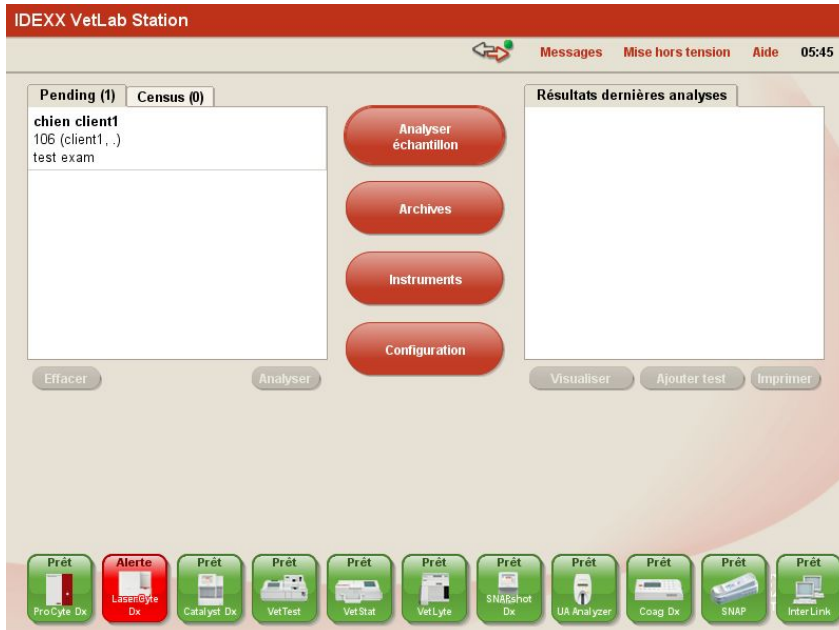 IDEXX VetLab Station
Messages Mise hors tension Aide 05:45
Pending (1) Census (0)
chien client1
106 (client1, .)
test exam
Effacer Analyser
Analyser
échantillon
Archives
Instruments
Configuration
Résultats dernières analyses
Visualiser Ajouter test Imprimer
Prêt
ProCyte Dx
Alerte
LaserCyte
Dx
Prêt
Catalyst Dx
Prêt
VetTest
Prêt
VetStat
Prêt
VetLyte
Prêt
SNAPshot
Dx
Prêt
UA Analyzer
Prêt
Coag Dx
Prêt
SNAP
Prêt
InterLink